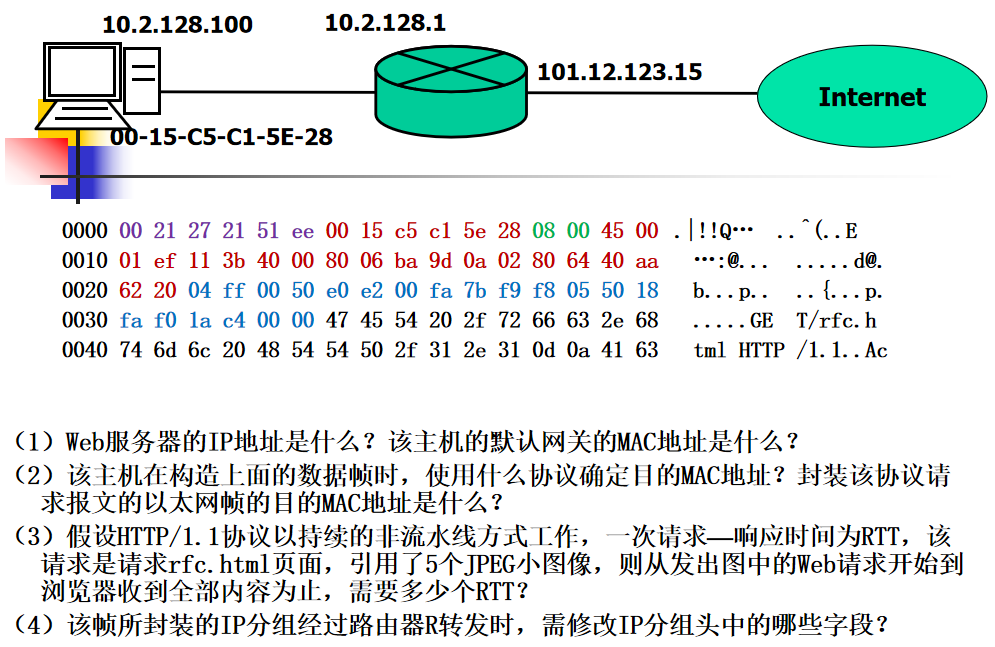 10.2.128.100
10.2.128.1
101.12.123.15
Internet
00-15-C5-C1-5E-28
0000 00 21 27 21 51 ee 00 15 c5 c1 5e 28 08 00 45 00 .|!!Q… ..ˆ(..E
0010 01 ef 11 3b 40 00 80 06 ba 9d 0a 02 80 64 40 aa …:@... .....d@.
0020 62 20 04 ff 00 50 e0 e2 00 fa 7b f9 f8 05 50 18 b...p.. ..{...p.
0030 fa f0 1a c4 00 00 47 45 54 20 2f 72 66 63 2e 68 .....GE T/rfc.h
0040 74 6d 6c 20 48 54 54 50 2f 31 2e 31 0d 0a 41 63 tml HTTP /1.1..Ac
（1）Web服务器的IP地址是什么？该主机的默认网关的MAC地址是什么？
（2）该主机在构造上面的数据帧时，使用什么协议确定目的MAC地址？封装该协议请
求报文的以太网帧的目的MAC地址是什么？
（3）假设HTTP/1.1协议以持续的非流水线方式工作，一次请求—响应时间为RTT，该
请求是请求rfc.html页面，引用了5个JPEG小图像，则从发出图中的Web请求开始到
浏览器收到全部内容为止，需要多少个RTT？
（4）该帧所封装的IP分组经过路由器R转发时，需修改IP分组头中的哪些字段？